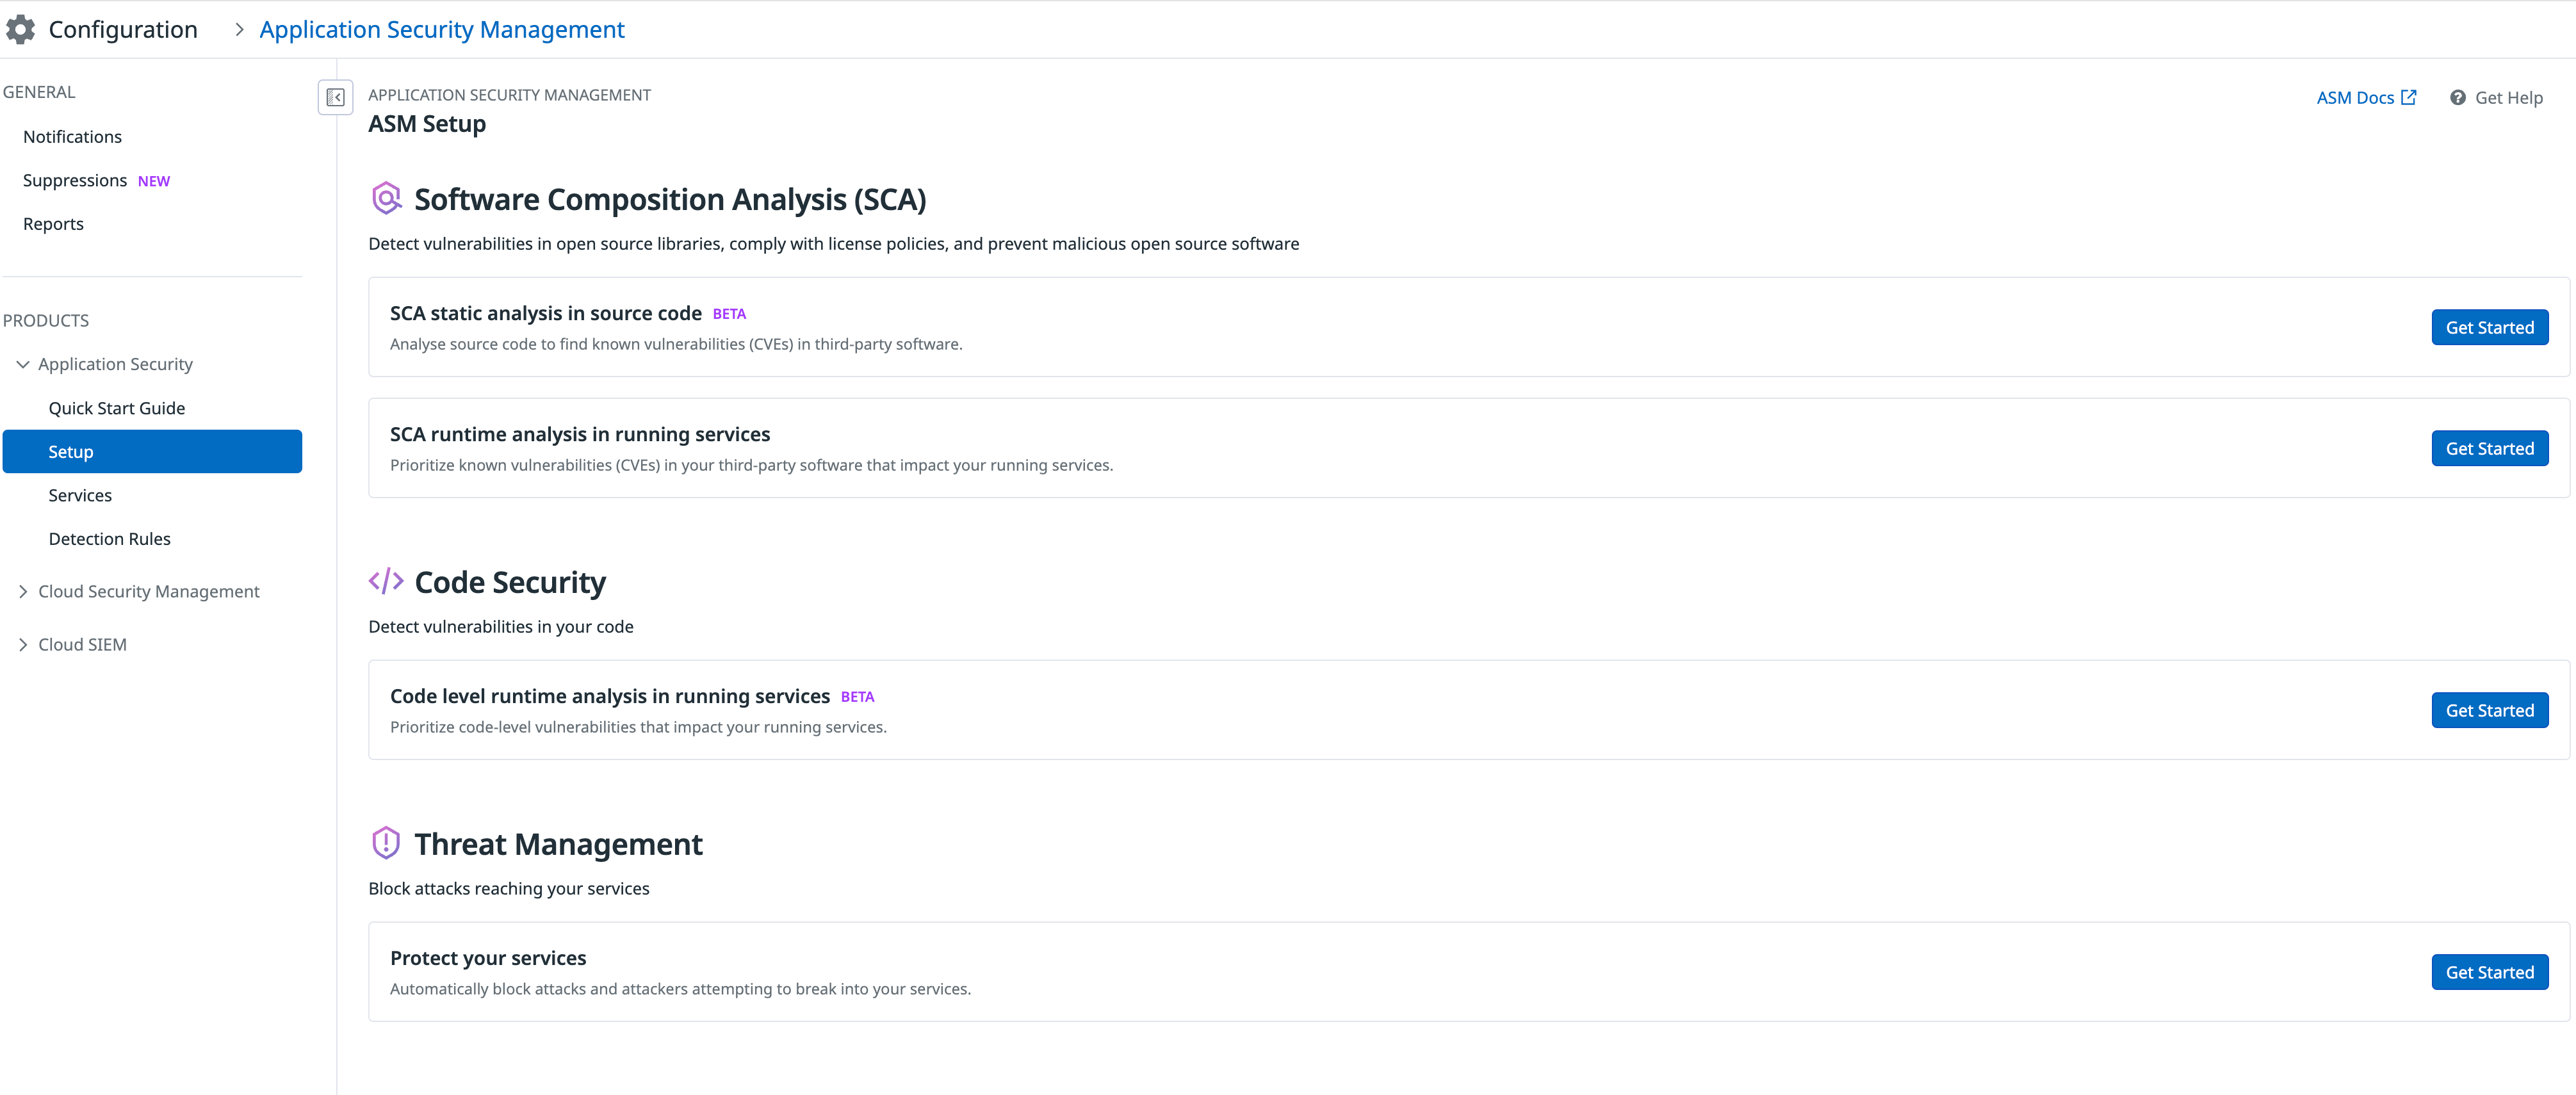 Configuration > Application Security Management
GENERAL
Notifications
Suppressions NEW
Reports
PRODUCTS
Application Security
Quick Start Guide
Setup
Services
Detection Rules
Cloud Security Management
Cloud SIEM
APPLICATION SECURITY MANAGEMENT
ASM Setup
ASM Docs
Get Help
Software Composition Analysis (SCA)
Detect vulnerabilities in open source libraries, comply with license policies, and prevent malicious open source software
SCA static analysis in source code BETA
Analyse source code to find known vulnerabilities (CVEs) in third-party software.
Get Started
SCA runtime analysis in running services
Prioritize known vulnerabilities (CVEs) in your third-party software that impact your running services.
Get Started
Code Security
Detect vulnerabilities in your code
Code level runtime analysis in running services BETA
Prioritize code-level vulnerabilities that impact your running services.
Get Started
Threat Management
Block attacks reaching your services
Protect your services
Automatically block attacks and attackers attempting to break into your services.
Get Started